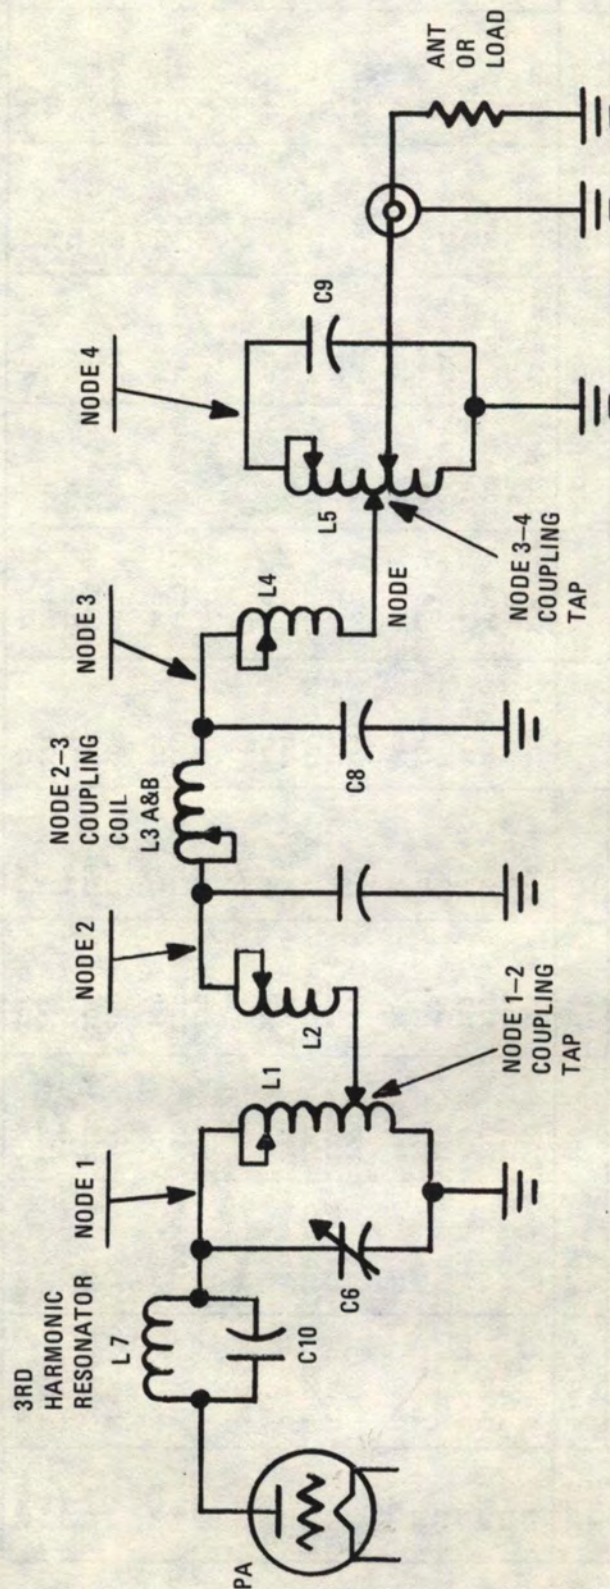 3RD
HARMONIC
RESONATOR
L7
C10
PA
NODE 1
C6
L1
NODE 1-2
COUPLING
TAP
NODE 2
L2
NODE 2-3
COUPLING
COIL
L3 A&B
C8
NODE 3
L4
NODE
NODE 3-4
COUPLING
TAP
L5
NODE 4
C9
ANT
OR
LOAD